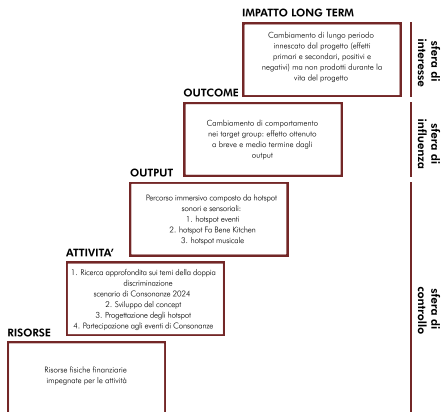 IMPATTO LONG TERM
Cambiamento di lungo periodo
innescato dal progetto (effetti
primari e secondari, positivi e
negativi) ma non prodotti durante la
vita del progetto
sfera di
interesse
OUTCOME
Cambiamento di comportamento
nei target group: effetto ottenuto
a breve e medio termine dagli
output
sfera di
influenza
OUTPUT
Percorso immersivo composto da hotspot
sonori e sensoriali:
1. hotspot eventi
2. hotspot Fa Bene Kitchen
3. hotspot musicale
ATTIVITA'
1. Ricerca approfondita sui temi della doppia
discriminazione
scenario di Consonanze 2024
2. Sviluppo del concept
3. Progettazione degli hotspot
4. Partecipazione agli eventi di Consonanze
sfera di
controllo
RISORSE
Risorse fisiche finanziarie
impegnate per le attività